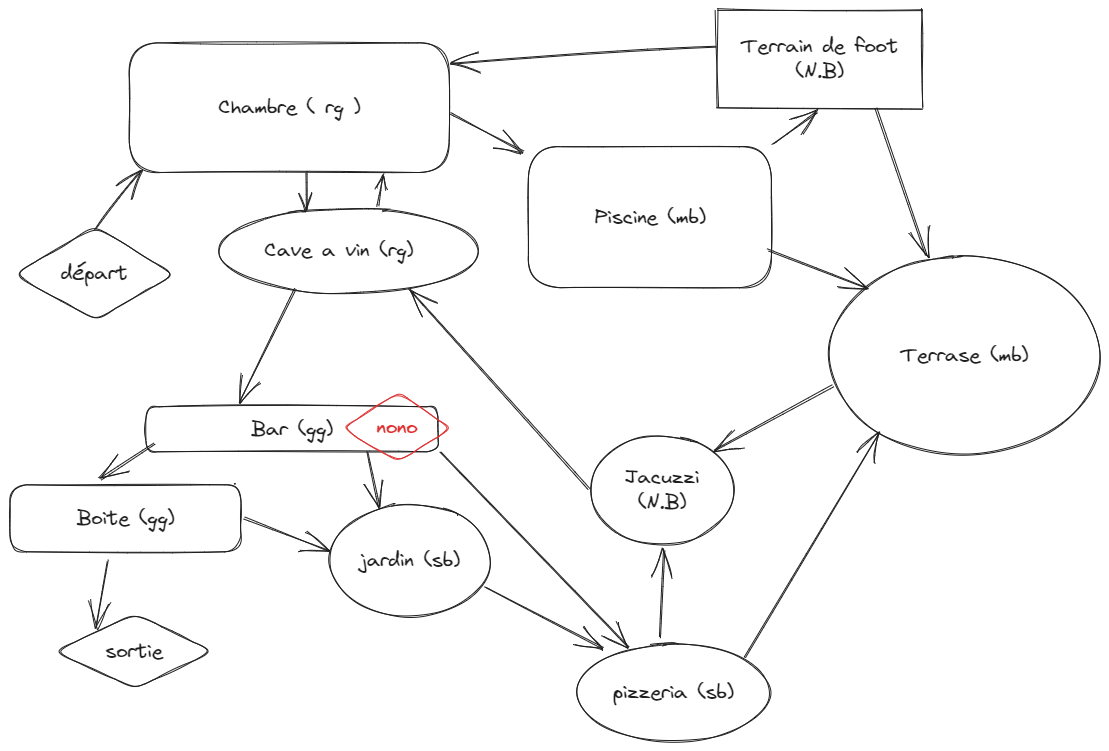 Terrain de foot
(N.B)
Chambre ( rg )
Piscine (mb)
Cave a vin (rg)
départ
Terrase (mb)
Bar (gg)
nono
Jacuzzi
(N.B)
Boite (gg)
jardin (sb)
sortie
pizzeria (sb)